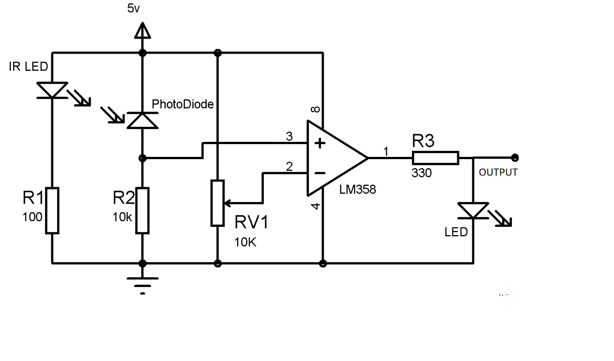 5v
IR LED
PhotoDiode
8
3
2
1
4
R3
330
OUTPUT
LM358
R1
100
R2
10k
RV1
10K
LED